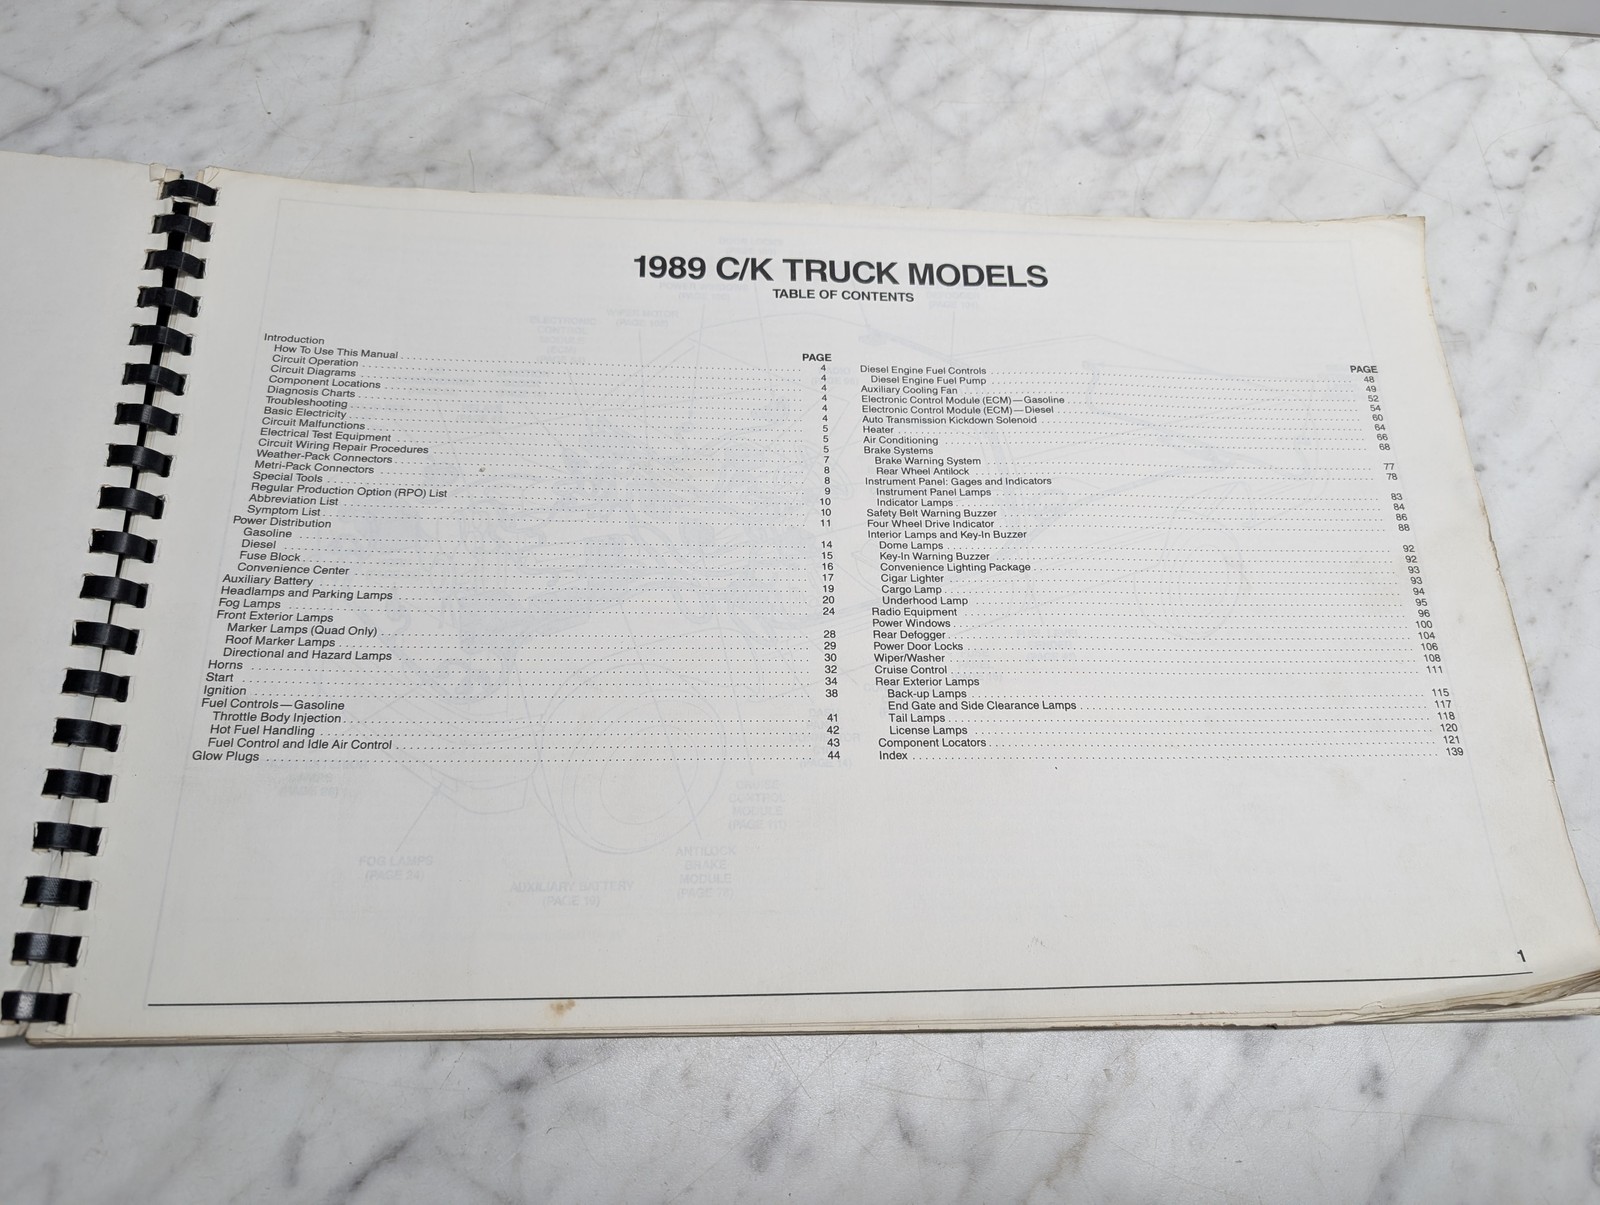 1989 C/K TRUCK MODELS
TABLE OF CONTENTS
PAGE
Introduction
How To Use This Manual 4
Circuit Operation 4
Circuit Diagrams 4
Component Locations 4
Diagnosis Charts 4
Troubleshooting 4
Basic Electricity 5
Circuit Malfunctions 5
Electrical Test Equipment 5
Circuit Wiring Repair Procedures 7
Weather-Pack Connectors 8
Metri-Pack Connectors 8
Special Tools 9
Regular Production Option (RPO) List 10
Abbreviation List 10
Symptom List 11
Power Distribution
Gasoline 14
Diesel 15
Fuse Block 16
Convenience Center 17
Auxiliary Battery 19
Headlamps and Parking Lamps 20
Fog Lamps 24
Front Exterior Lamps
Marker Lamps (Quad Only) 28
Roof Marker Lamps 29
Directional and Hazard Lamps 30
Horns 32
Start 34
Ignition 38
Fuel Controls—Gasoline
Throttle Body Injection 41
Hot Fuel Handling 42
Fuel Control and Idle Air Control 43
Glow Plugs 44
PAGE
Diesel Engine Fuel Controls 48
Diesel Engine Fuel Pump 49
Auxiliary Cooling Fan 52
Electronic Control Module (ECM)—Gasoline 54
Electronic Control Module (ECM)—Diesel 60
Auto Transmission Kickdown Solenoid 64
Heater 66
Air Conditioning 68
Brake Systems
Brake Warning System 77
Rear Wheel Antilock 78
Instrument Panel: Gages and Indicators
Instrument Panel Lamps 83
Indicator Lamps 84
Safety Belt Warning Buzzer 86
Four Wheel Drive Indicator 88
Interior Lamps and Key-In Buzzer
Dome Lamps 92
Key-In Warning Buzzer 92
Convenience Lighting Package 93
Cigar Lighter 93
Cargo Lamp 94
Underhood Lamp 95
Radio Equipment 96
Power Windows 100
Rear Defogger 104
Power Door Locks 106
Wiper/Washer 108
Cruise Control 111
Rear Exterior Lamps
Back-up Lamps 115
End Gate and Side Clearance Lamps 117
Tail Lamps 118
License Lamps 120
Component Locators 121
Index 139
FOG LAMPS
(PAGE 24)
AUXILIARY BATTERY
(PAGE 19)
ANTILOCK
BRAKE
MODULE
(PAGE 78)
1